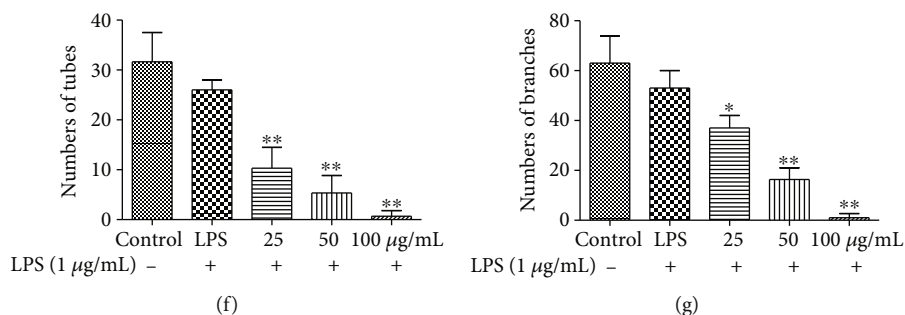 Numbers of tubes
40
30
20
10
0
**
**
**
Control LPS 25 50 100 μg/mL
LPS (1 μg/mL) – + + + +
(f)
Numbers of branches
80
60
40
20
0
*
**
**
Control LPS 25 50 100 μg/mL
LPS (1 μg/mL) – + + + +
(g)